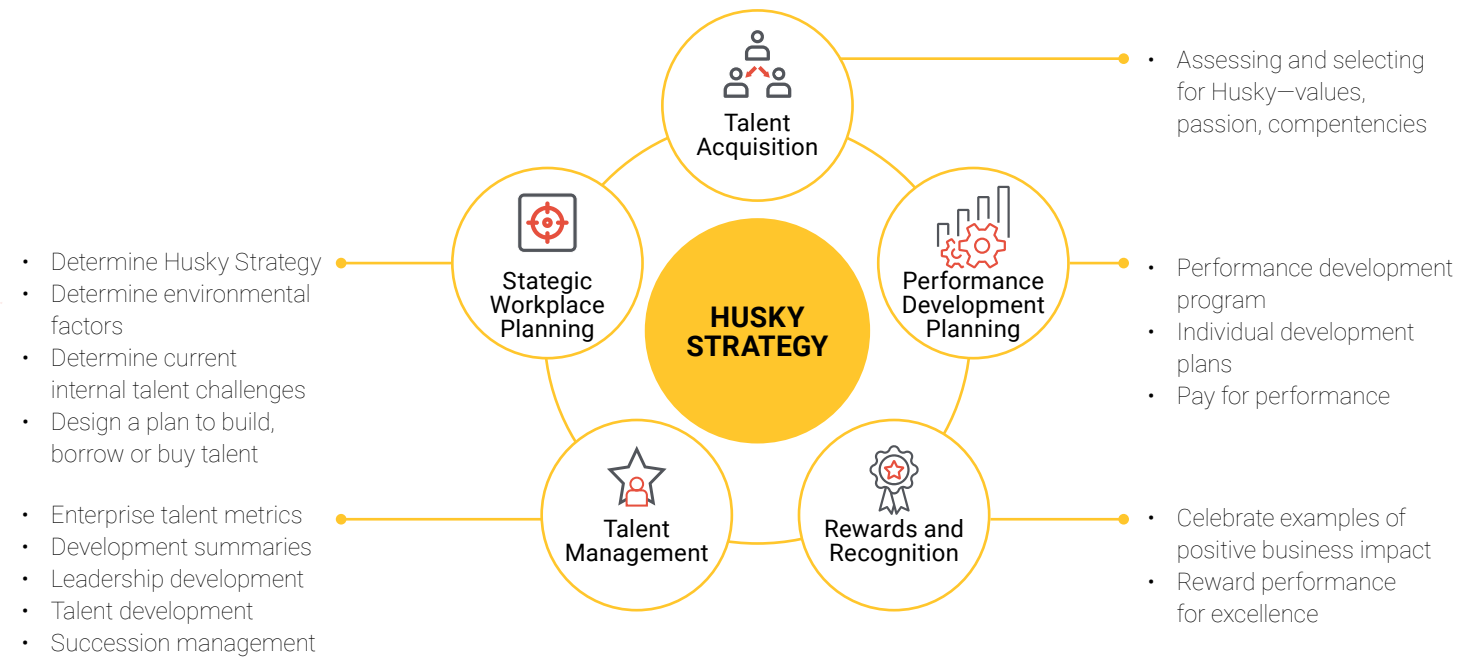 Talent
Acquisition
• Assessing and selecting
for Husky—values,
passion, compentencies
Performance
Development
Planning
• Performance development
program
• Individual development
plans
• Pay for performance
Rewards and
Recognition
• Celebrate examples of
positive business impact
• Reward performance
for excellence
Talent
Management
• Enterprise talent metrics
• Development summaries
• Leadership development
• Talent development
• Succession management
Stategic
Workplace
Planning
• Determine Husky Strategy
• Determine environmental
factors
• Determine current
internal talent challenges
• Design a plan to build,
borrow or buy talent
HUSKY
STRATEGY